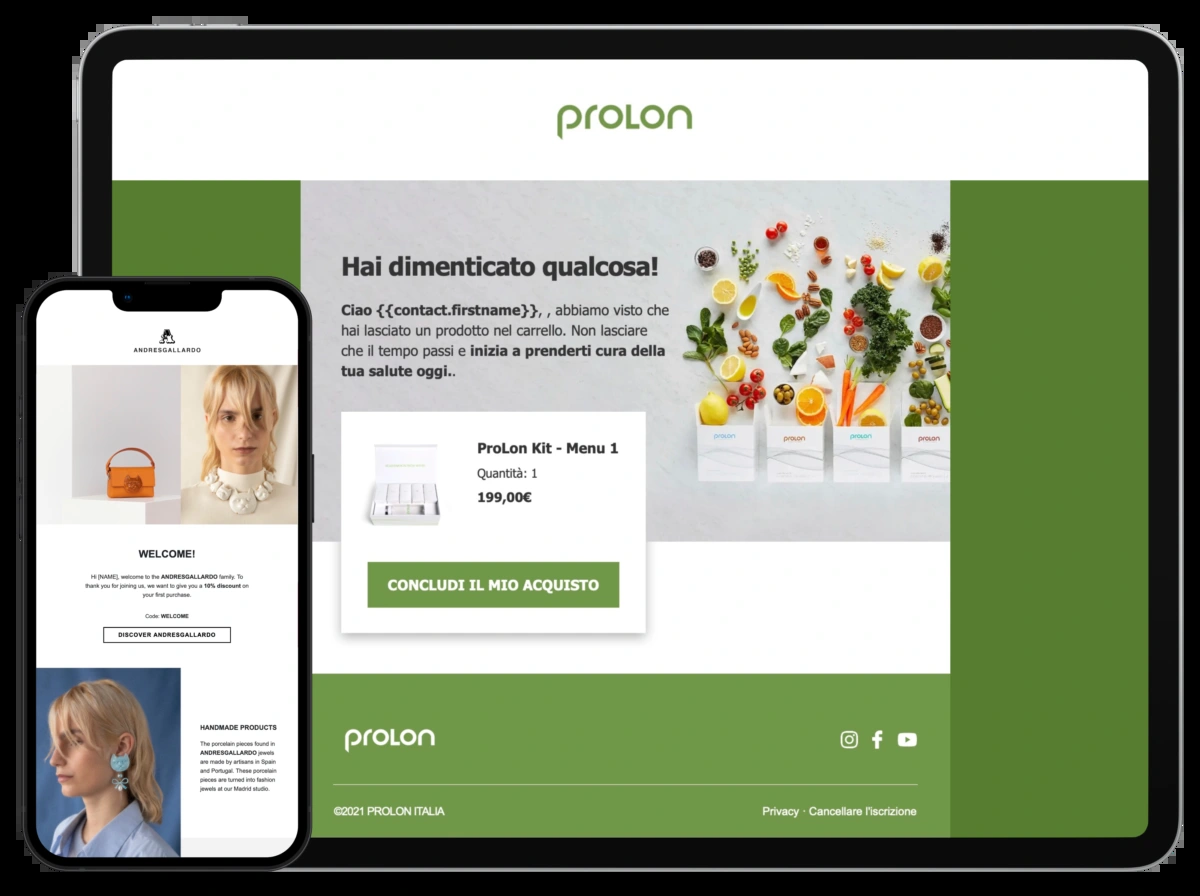 proLon
Hai dimenticato qualcosa!
Ciao {{contact.firstname}}, , abbiamo visto che
hai lasciato un prodotto nel carrello. Non lasciare
che il tempo passi e inizia a prenderti cura della
tua salute oggi..
proLon
proLon
proLon
proLon
ProLon Kit - Menu 1
Quantità: 1
199,00€
CONCLUDI IL MIO ACQUISTO
proLon
©2021 PROLON ITALIA
Privacy · Cancellare l'iscrizione
ANDRESGALLARDO
WELCOME!
Hi [NAME], welcome to the ANDRESGALLARDO family. To
thank you for joining us, we want to give you a 10% discount on
your first purchase.
Code: WELCOME
DISCOVER ANDRESGALLARDO
HANDMADE PRODUCTS
The porcelain pieces found in
ANDRESGALLARDO jewels
are made by artisans in Spain
and Portugal. These porcelain
pieces are turned into fashion
jewels at our Madrid studio.